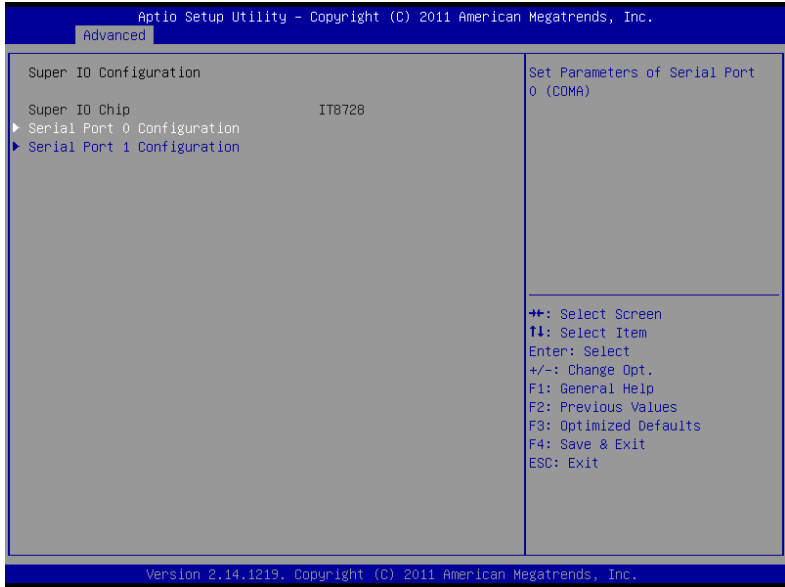 Aptio Setup Utility – Copyright (C) 2011 American Megatrends, Inc.
Advanced
Super IO Configuration
Super IO Chip IT8728
▶ Serial Port 0 Configuration
▶ Serial Port 1 Configuration
Set Parameters of Serial Port
0 (COMA)
→←: Select Screen
↑↓: Select Item
Enter: Select
+/-: Change Opt.
F1: General Help
F2: Previous Values
F3: Optimized Defaults
F4: Save & Exit
ESC: Exit
Version 2.14.1219. Copyright (C) 2011 American Megatrends, Inc.